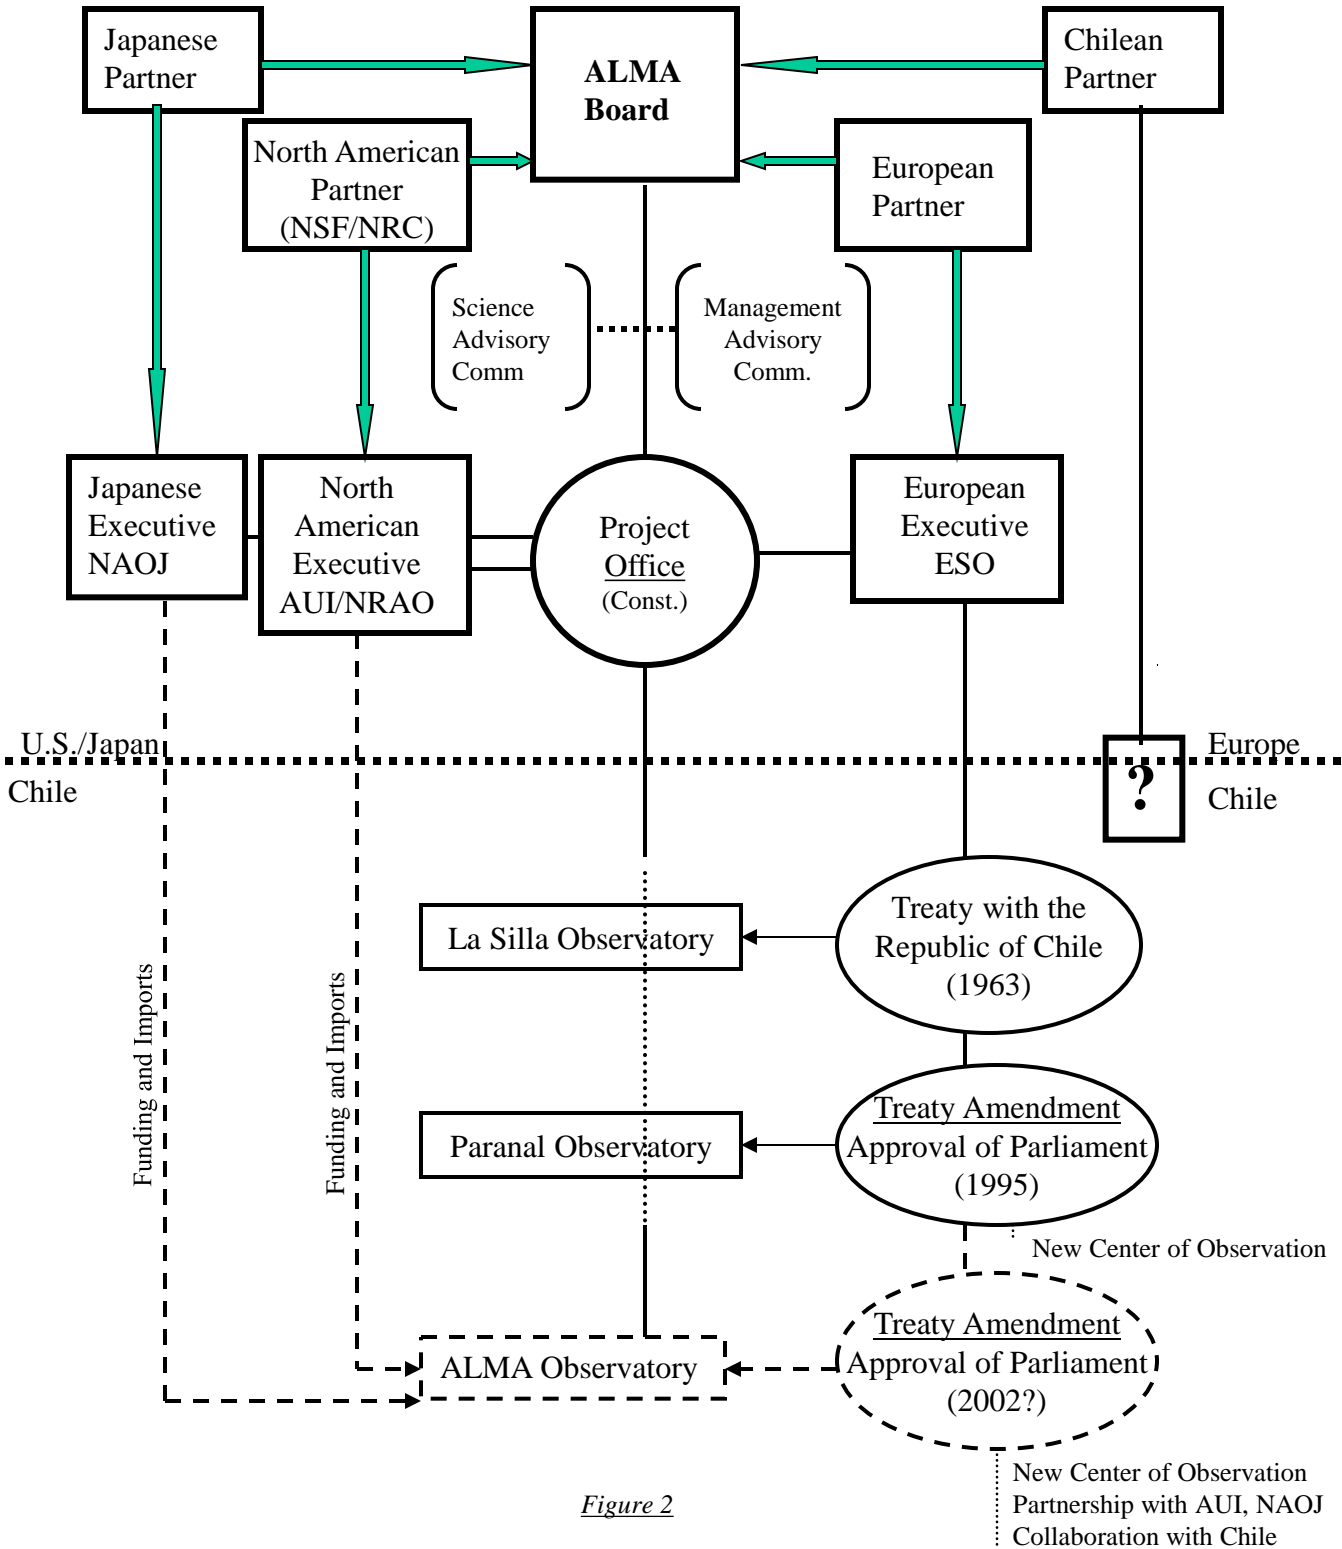 Japanese
Partner
ALMA
Board
Chilean
Partner
North American
Partner
(NSF/NRC)
European
Partner
Science
Advisory
Comm
Management
Advisory
Comm.
Japanese
Executive
NAOJ
North
American
Executive
AUI/NRAO
Project
Office
(Const.)
European
Executive
ESO
U.S./Japan
Chile
?
Europe
Chile
Treaty with the
Republic of Chile
(1963)
La Silla Observatory
Funding and Imports
Funding and Imports
Treaty Amendment
Approval of Parliament
(1995)
Paranal Observatory
New Center of Observation
Treaty Amendment
Approval of Parliament
(2002?)
ALMA Observatory
New Center of Observation
Partnership with AUI, NAOJ
Collaboration with Chile
Figure 2